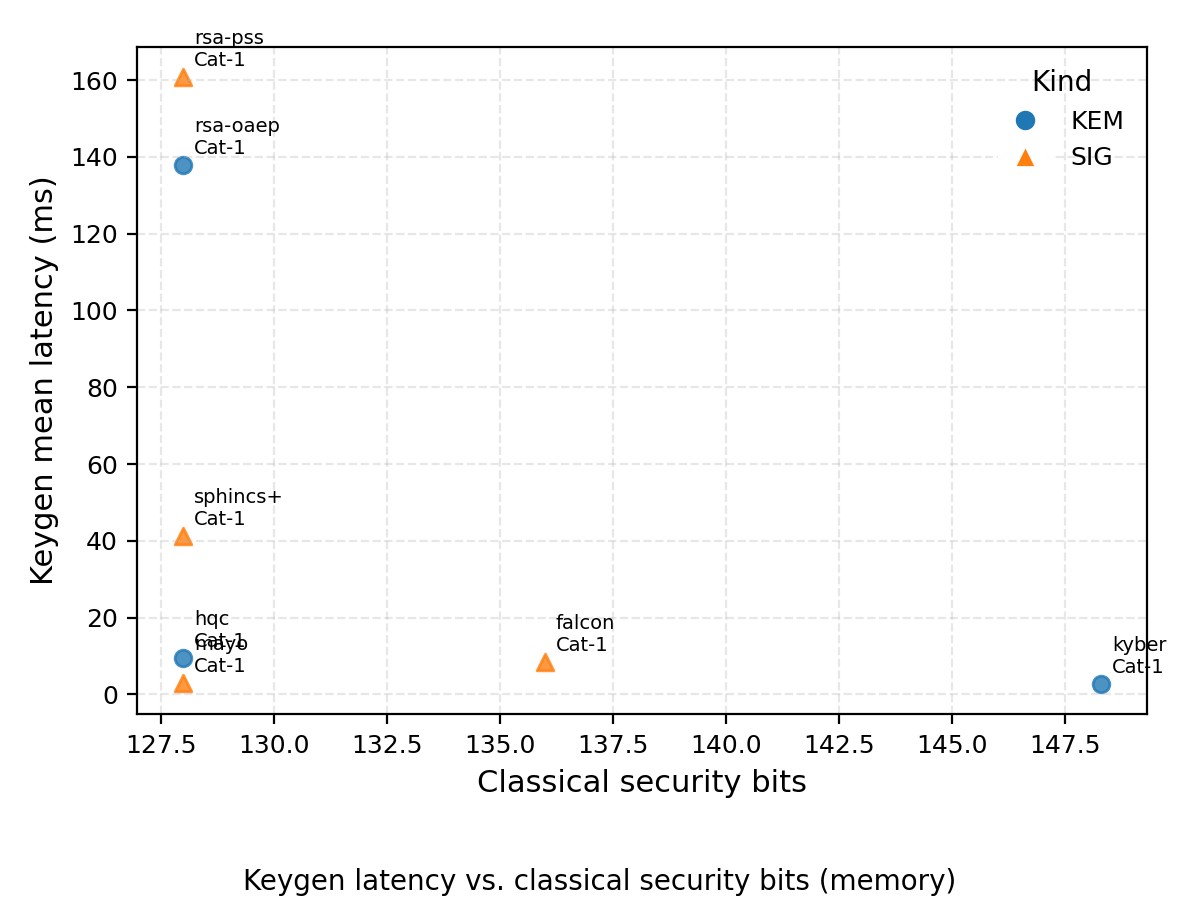 rsa-pss
Cat-1
rsa-oaep
Cat-1
sphincs+
Cat-1
hqc
Cat-1
mayo
Cat-1
falcon
Cat-1
kyber
Cat-1
Kind
KEM
SIG
Keygen mean latency (ms)
160
140
120
100
80
60
40
20
0
127.5 130.0 132.5 135.0 137.5 140.0 142.5 145.0 147.5
Classical security bits
Keygen latency vs. classical security bits (memory)